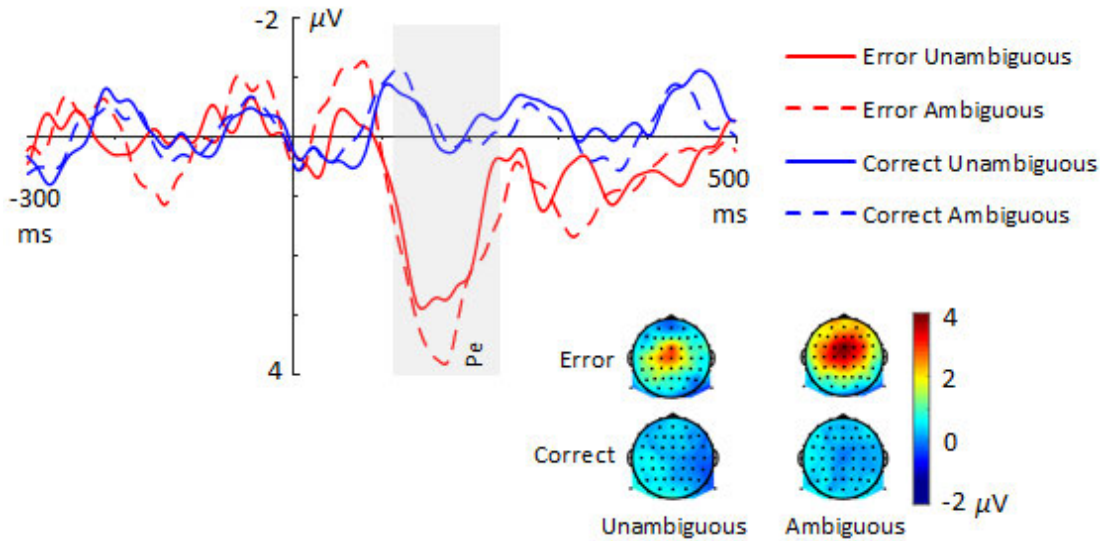 -2 μV
Error Unambiguous
Error Ambiguous
Correct Unambiguous
Correct Ambiguous
-300
ms
500
ms
Pe
4
Error
Correct
Unambiguous Ambiguous
4
2
0
-2 μV